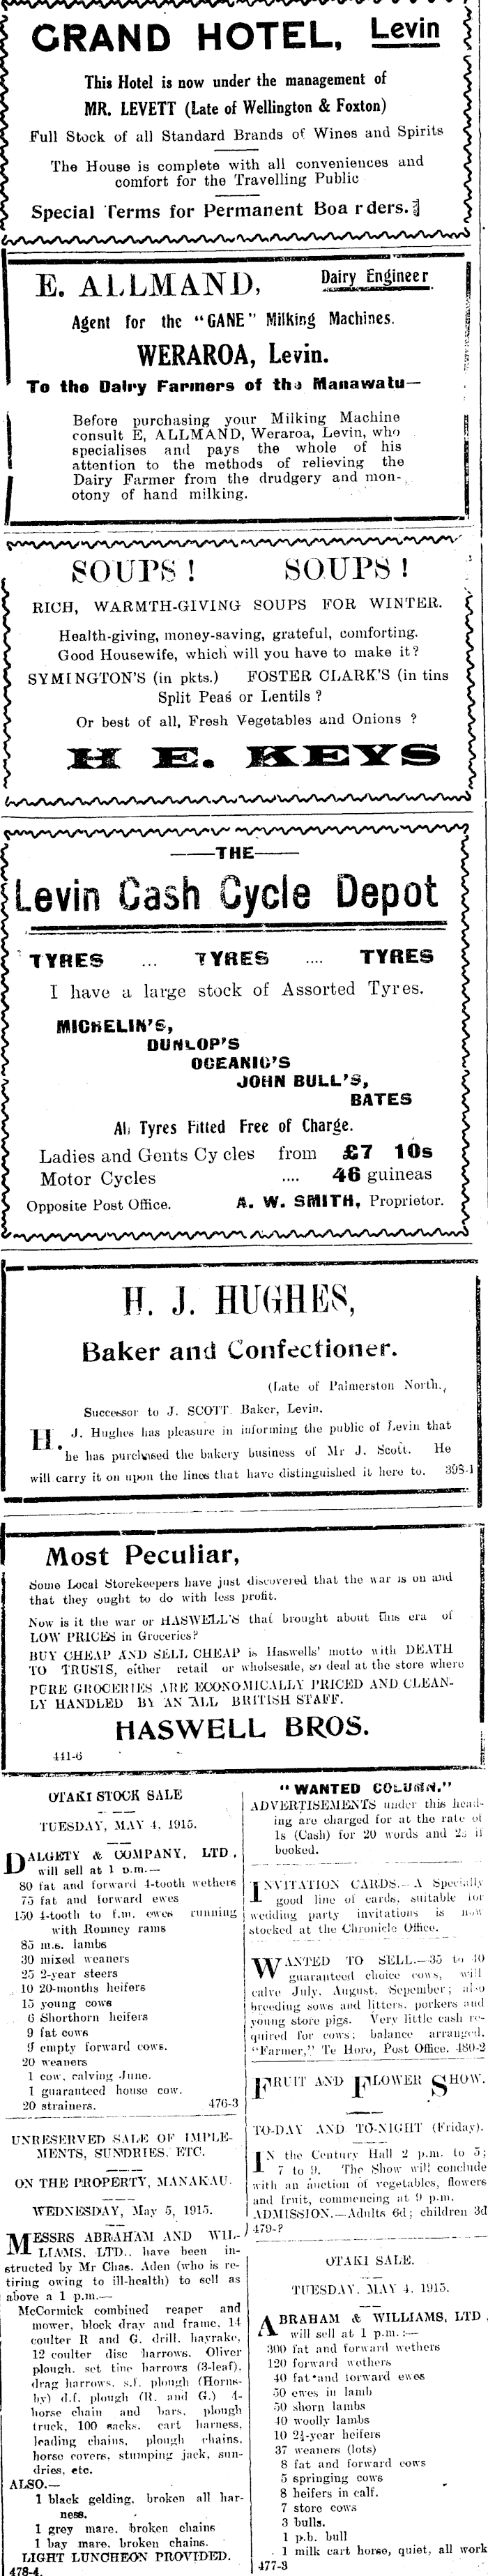 GRAND HOTEL, Levin
This Hotel is now under the management of
MR. LEVETT (Late of Wellington & Foxton)
Full Stock of all Standard Brands of Wines and Spirits
The House is complete with all conveniences and
comfort for the Travelling Public
Special Terms for Permanent Boa rders.
E. ALLMAND, Dairy Engineer
Agent for the "GANE" Milking Machines.
WERAROA, Levin.
To the Dairy Farmers of the Manawatu—
Before purchasing your Milking Machine
consult E, ALLMAND, Weraroa, Levin, who
specialises and pays the whole of his
attention to the methods of relieving the
Dairy Farmer from the drudgery and mon-
otony of hand milking.
SOUPS ! SOUPS !
RICH, WARMTH-GIVING SOUPS FOR WINTER.
Health-giving, money-saving, grateful, comforting.
Good Housewife, which will you have to make it?
SYMINGTON'S (in pkts.) FOSTER CLARK'S (in tins
Split Peas or Lentils ?
Or best of all, Fresh Vegetables and Onions ?
H E. KEYS
—THE—
Levin Cash Cycle Depot
TYRES ... TYRES .... TYRES
I have a large stock of Assorted Tyres.
MICHELIN'S,
DUNLOP'S
OCEANIC'S
JOHN BULL'S,
BATES
All Tyres Fitted Free of Charge.
Ladies and Gents Cy cles from £7 10s
Motor Cycles .... 46 guineas
Opposite Post Office. A. W. SMITH, Proprietor.
H. J. HUGHES,
Baker and Confectioner.
(Late of Palmerston North.,
Successor to J. SCOTT. Baker, Levin.
H. J. Hughes has pleasure in informing the public of Levin that
he has purchased the bakery business of Mr J. Scott. He
will carry it on upon the lines that have distinguished it here to. 398-1
Most Peculiar,
Some Local Storekeepers have just discovered that the war is on and
that they ought to do with less profit.
Now is it the war or HASWELL'S that brought about this era of
LOW PRICES in Groceries?
BUY CHEAP AND SELL CHEAP is Haswells' motto with DEATH
TO TRUSTS, either retail or wholsesale, so deal at the store where
PURE GROCERIES ARE ECONOMICALLY PRICED AND CLEAN-
LY HANDLED BY AN ALL BRITISH STAFF.
HASWELL BROS.
441-6
OTAKI STOCK SALE
TUESDAY, MAY 4, 1915.
DALGETY & COMPANY, LTD,
will sell at 1 p.m.—
80 fat and forward 4-tooth wethers
75 fat and forward ewes
150 4-tooth to f.m. ewes running
with Romney rams
85 m.s. lambs
30 mixed weaners
25 2-year steers
10 20-months heifers
15 young cows
6 Shorthorn heifers
9 fat cows
9 empty forward cows.
20 weaners
1 cow, calving June.
1 guaranteed house cow.
20 strainers. 476-3
UNRESERVED SALE OF IMPLE-
MENTS, SUNDRIES, ETC.
ON THE PROPERTY, MANAKAU.
WEDNESDAY, May 5, 1915.
MESSRS ABRAHAM AND WIL-
LIAMS, LTD., have been in-
structed by Mr Chas. Aden (who is re-
tiring owing to ill-health) to sell as
above a 1 p.m.—
McCormick combined reaper and
mower, block dray and frame, 14
coulter R and G. drill, hayrake,
12 coulter disc harrows, Oliver
plough, set tine harrows (3-leaf),
drag harrows, s.f. plough (Horns-
by) d.f. plough (R. and G.) 4-
horse chain and bars, plough
truck, 100 sacks, cart harness,
leading chains, plough chains,
horse covers, stumping jack, sun-
dries, etc.
ALSO.—
1 black gelding, broken all har-
ness.
1 grey mare, broken chains
1 bay mare, broken chains.
LIGHT LUNCHEON PROVIDED.
478-4.
"WANTED COLUMN."
ADVERTISEMENTS under this head-
ing are charged for at the rate of
1s (Cash) for 20 words and 2s if
booked.
INVITATION CARDS.—A Specially
good line of cards, suitable for
wedding party invitations is now
stocked at the Chronicle Office.
WANTED TO SELL.—35 to 40
guaranteed choice cows, will
calve July, August, Sepember; also
breeding sows and litters, porkers and
young store pigs. Very little cash re-
quired for cows; balance arranged.
"Farmer," Te Horo, Post Office. 480-2
FRUIT AND FLOWER SHOW.
TO-DAY AND TO-NIGHT (Friday).
IN the Century Hall 2 p.m. to 5;
7 to 9. The Show will conclude
with an auction of vegetables, flowers
and fruit, commencing at 9 p.m.
ADMISSION.—Adults 6d; children 3d
479-?
OTAKI SALE.
TUESDAY, MAY 4, 1915.
ABRAHAM & WILLIAMS, LTD,
will sell at 1 p.m.:—
300 fat and forward wethers
120 forward wethers
40 fat and forward ewes
50 ewes in lamb
50 shorn lambs
40 woolly lambs
10 2½-year heifers
37 weaners (lots)
8 fat and forward cows
5 springing cows
8 heifers in calf.
7 store cows
3 bulls.
1 p.b. bull
1 milk cart horse, quiet, all work
477-3